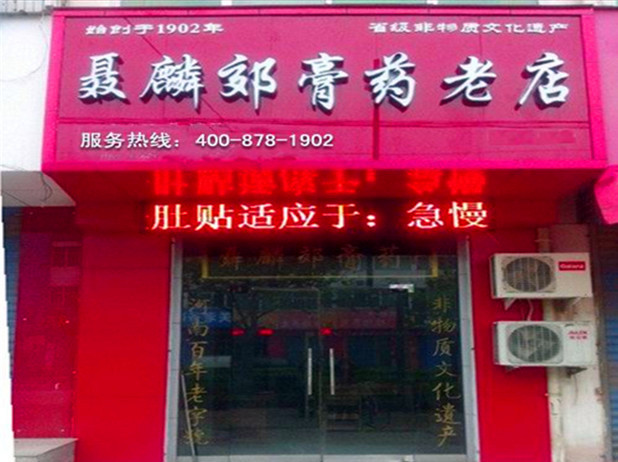 始创于1902年
省级非物质文化遗产
聂麟郊膏药老店
服务热线：400-878-1902
肚贴适应于：急慢
聂麟郊膏药
河南百年老字号
非物质文化遗产